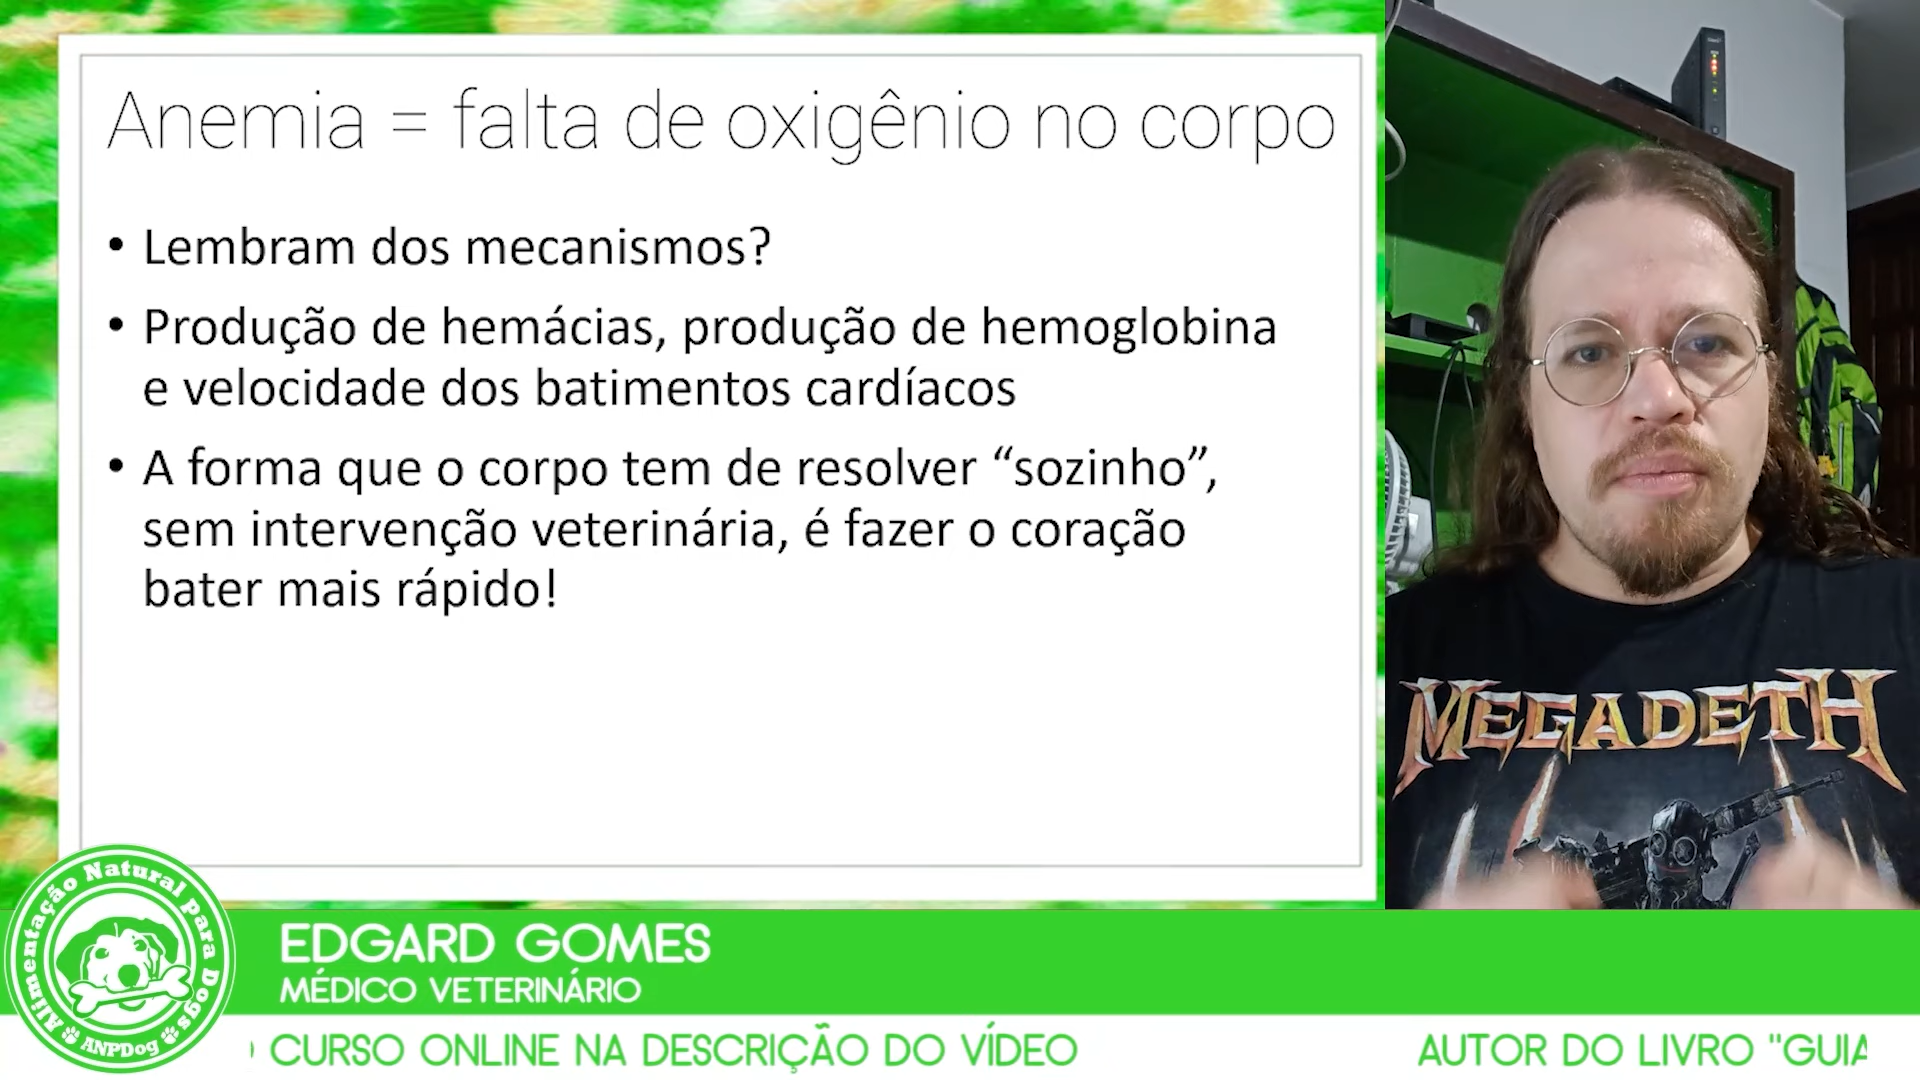 Anemia = falta de oxigênio no corpo
• Lembram dos mecanismos?
• Produção de hemácias, produção de hemoglobina
e velocidade dos batimentos cardíacos
• A forma que o corpo tem de resolver “sozinho”,
sem intervenção veterinária, é fazer o coração
bater mais rápido!
MEGADETH
Alimentação Natural para Dogs
ANPDog
EDGARD GOMES
MÉDICO VETERINÁRIO
CURSO ONLINE NA DESCRIÇÃO DO VÍDEO
AUTOR DO LIVRO "GUIA